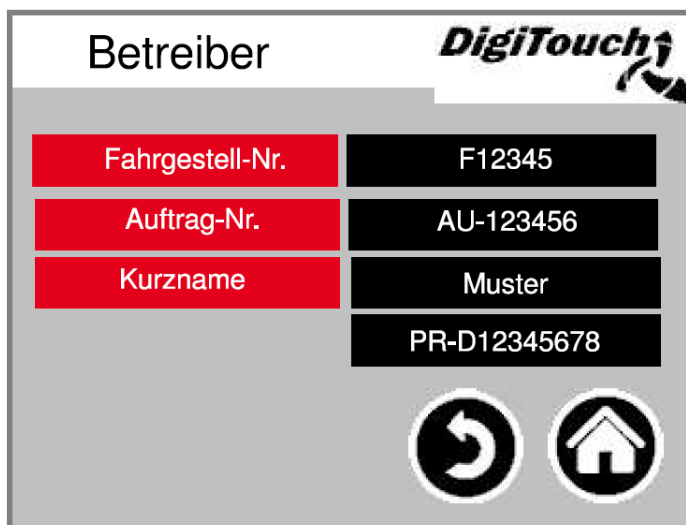 Betreiber
DigiTouch
Fahrgestell-Nr. F12345
Auftrag-Nr. AU-123456
Kurzname Muster
PR-D12345678